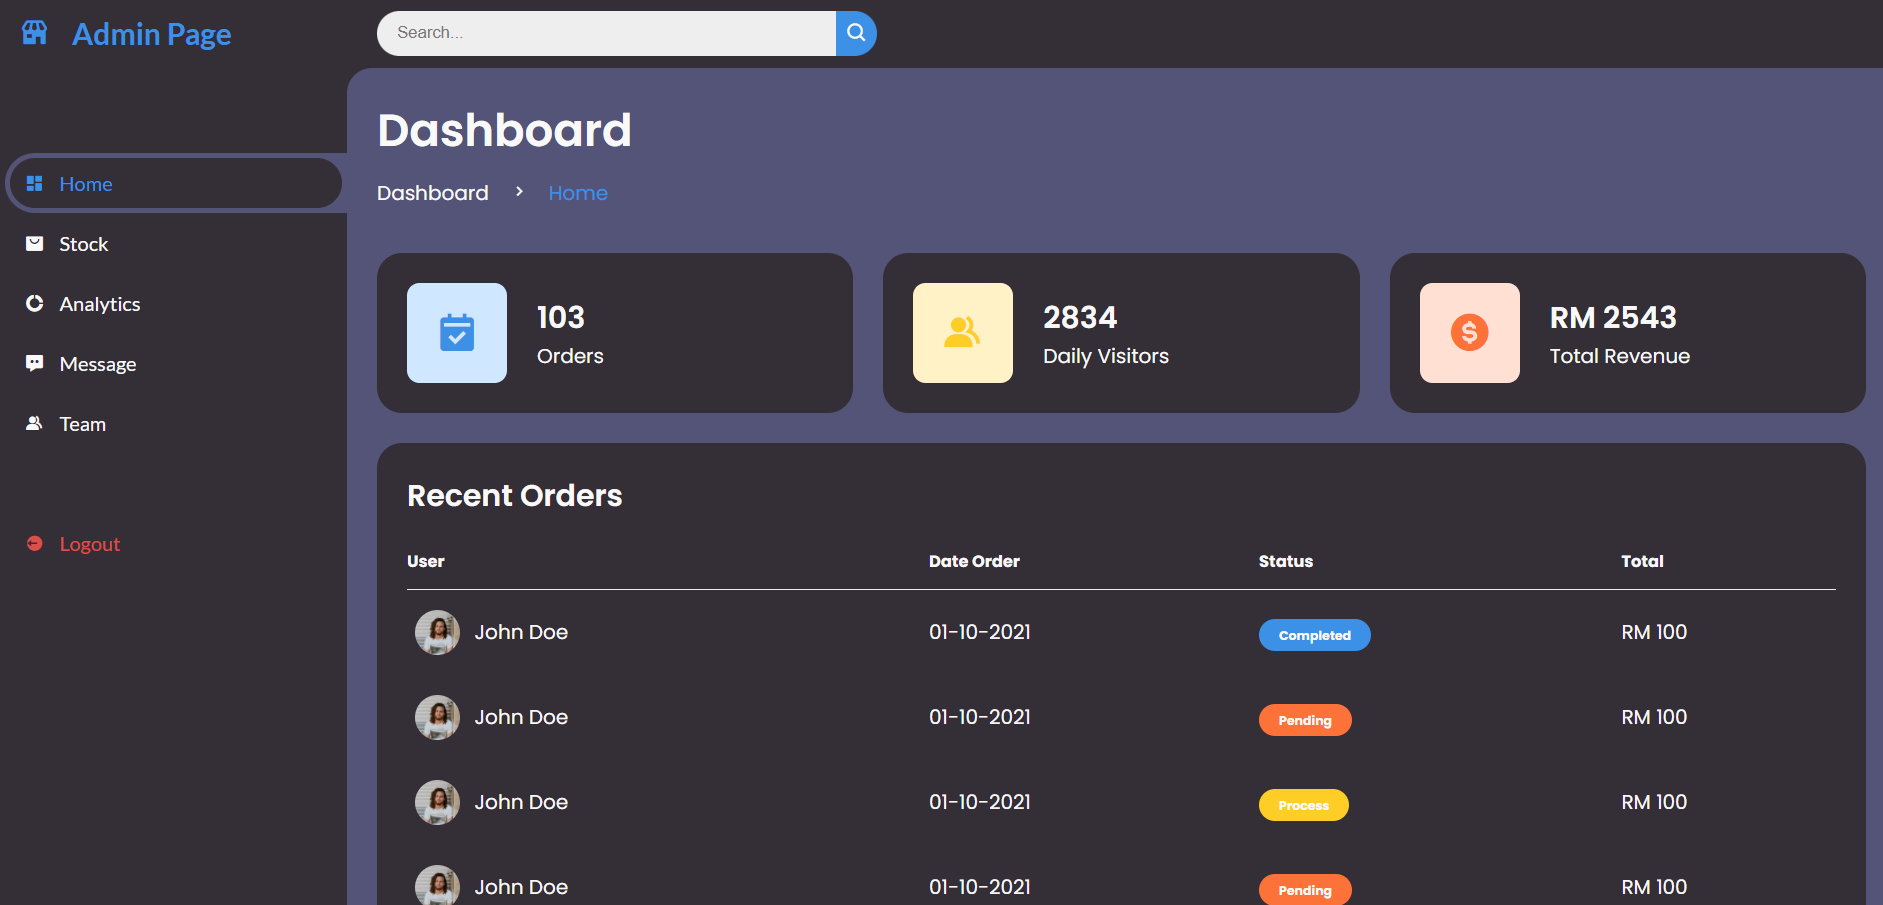 Admin Page
Search...
Home
Stock
Analytics
Message
Team
Logout
Dashboard
Dashboard > Home
103
Orders
2834
Daily Visitors
RM 2543
Total Revenue
Recent Orders
User Date Order Status Total
John Doe 01-10-2021 Completed RM 100
John Doe 01-10-2021 Pending RM 100
John Doe 01-10-2021 Process RM 100
John Doe 01-10-2021 Pending RM 100